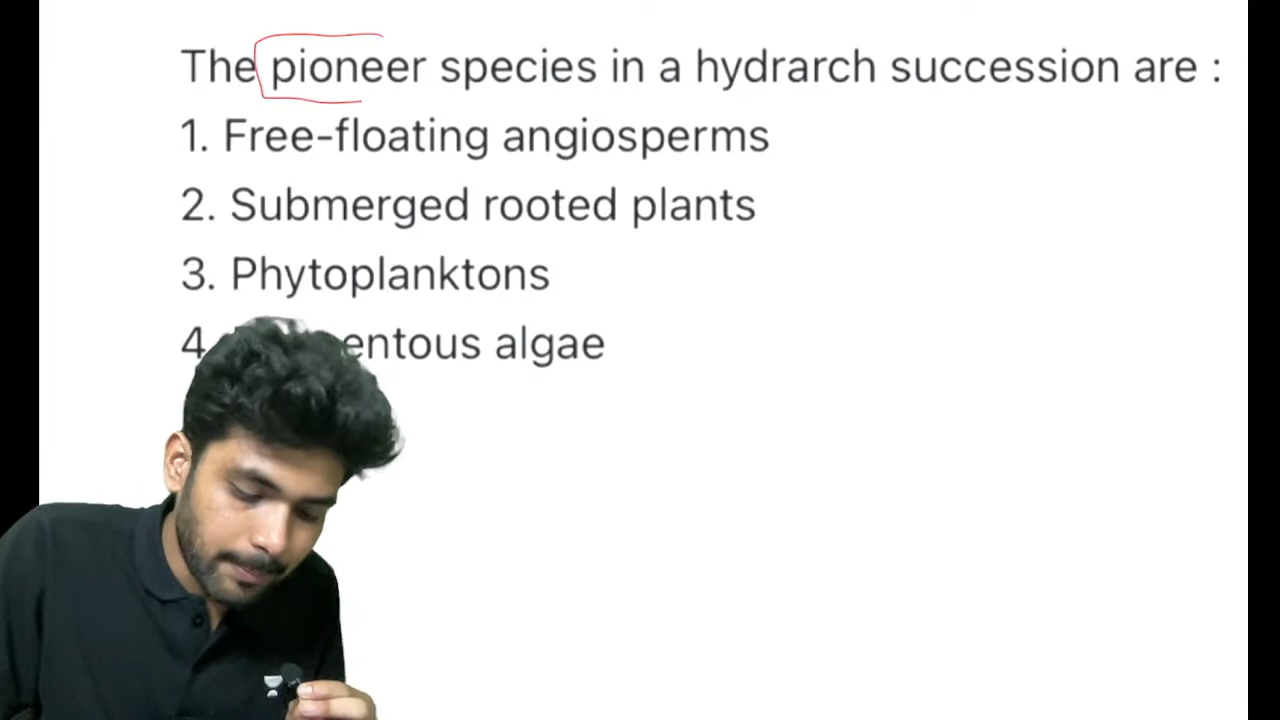 The pioneer species in a hydrarch succession are :
1. Free-floating angiosperms
2. Submerged rooted plants
3. Phytoplanktons
4 algae